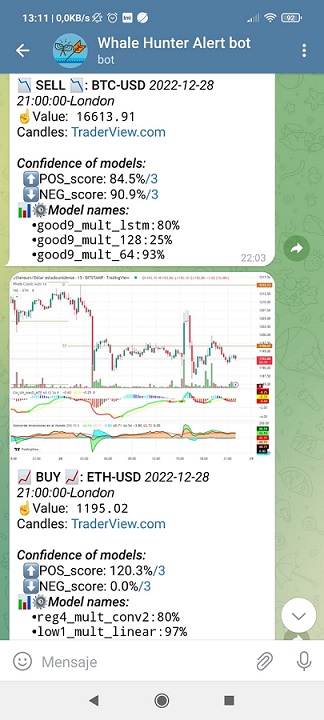 13:11 | 0,0KB/s
92
Whale Hunter Alert bot
bot
SELL : BTC-USD 2022-12-28
21:00:00-London
Value: 16613.91
Candles: TraderView.com
Confidence of models:
POS_score: 84.5%/3
NEG_score: 90.9%/3
Model names:
•good9_mult_lstm:80%
•good9_mult_128:25%
•good9_mult_64:93%
22:03
TradingView
BUY : ETH-USD 2022-12-28
21:00:00-London
Value: 1195.02
Candles: TraderView.com
Confidence of models:
POS_score: 120.3%/3
NEG_score: 0.0%/3
Model names:
•reg4_mult_conv2:80%
•low1_mult_linear:97%
Mensaje